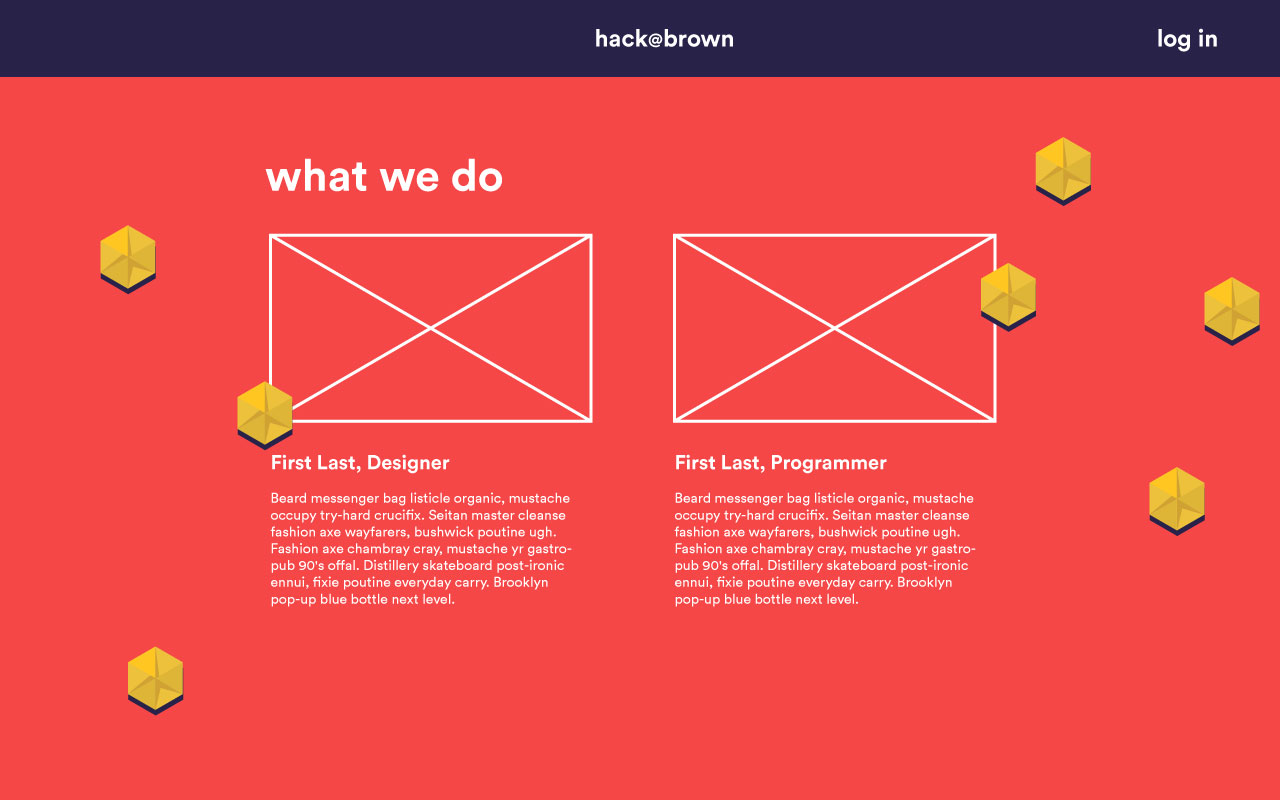 hack@brown
log in
what we do
First Last, Designer
Beard messenger bag listicle organic, mustache
occupy try-hard crucifix. Seitan master cleanse
fashion axe wayfarers, bushwick poutine ugh.
Fashion axe chambray cray, mustache yr gastro-
pub 90's offal. Distillery skateboard post-ironic
ennui, fixie poutine everyday carry. Brooklyn
pop-up blue bottle next level.
First Last, Programmer
Beard messenger bag listicle organic, mustache
occupy try-hard crucifix. Seitan master cleanse
fashion axe wayfarers, bushwick poutine ugh.
Fashion axe chambray cray, mustache yr gastro-
pub 90's offal. Distillery skateboard post-ironic
ennui, fixie poutine everyday carry. Brooklyn
pop-up blue bottle next level.